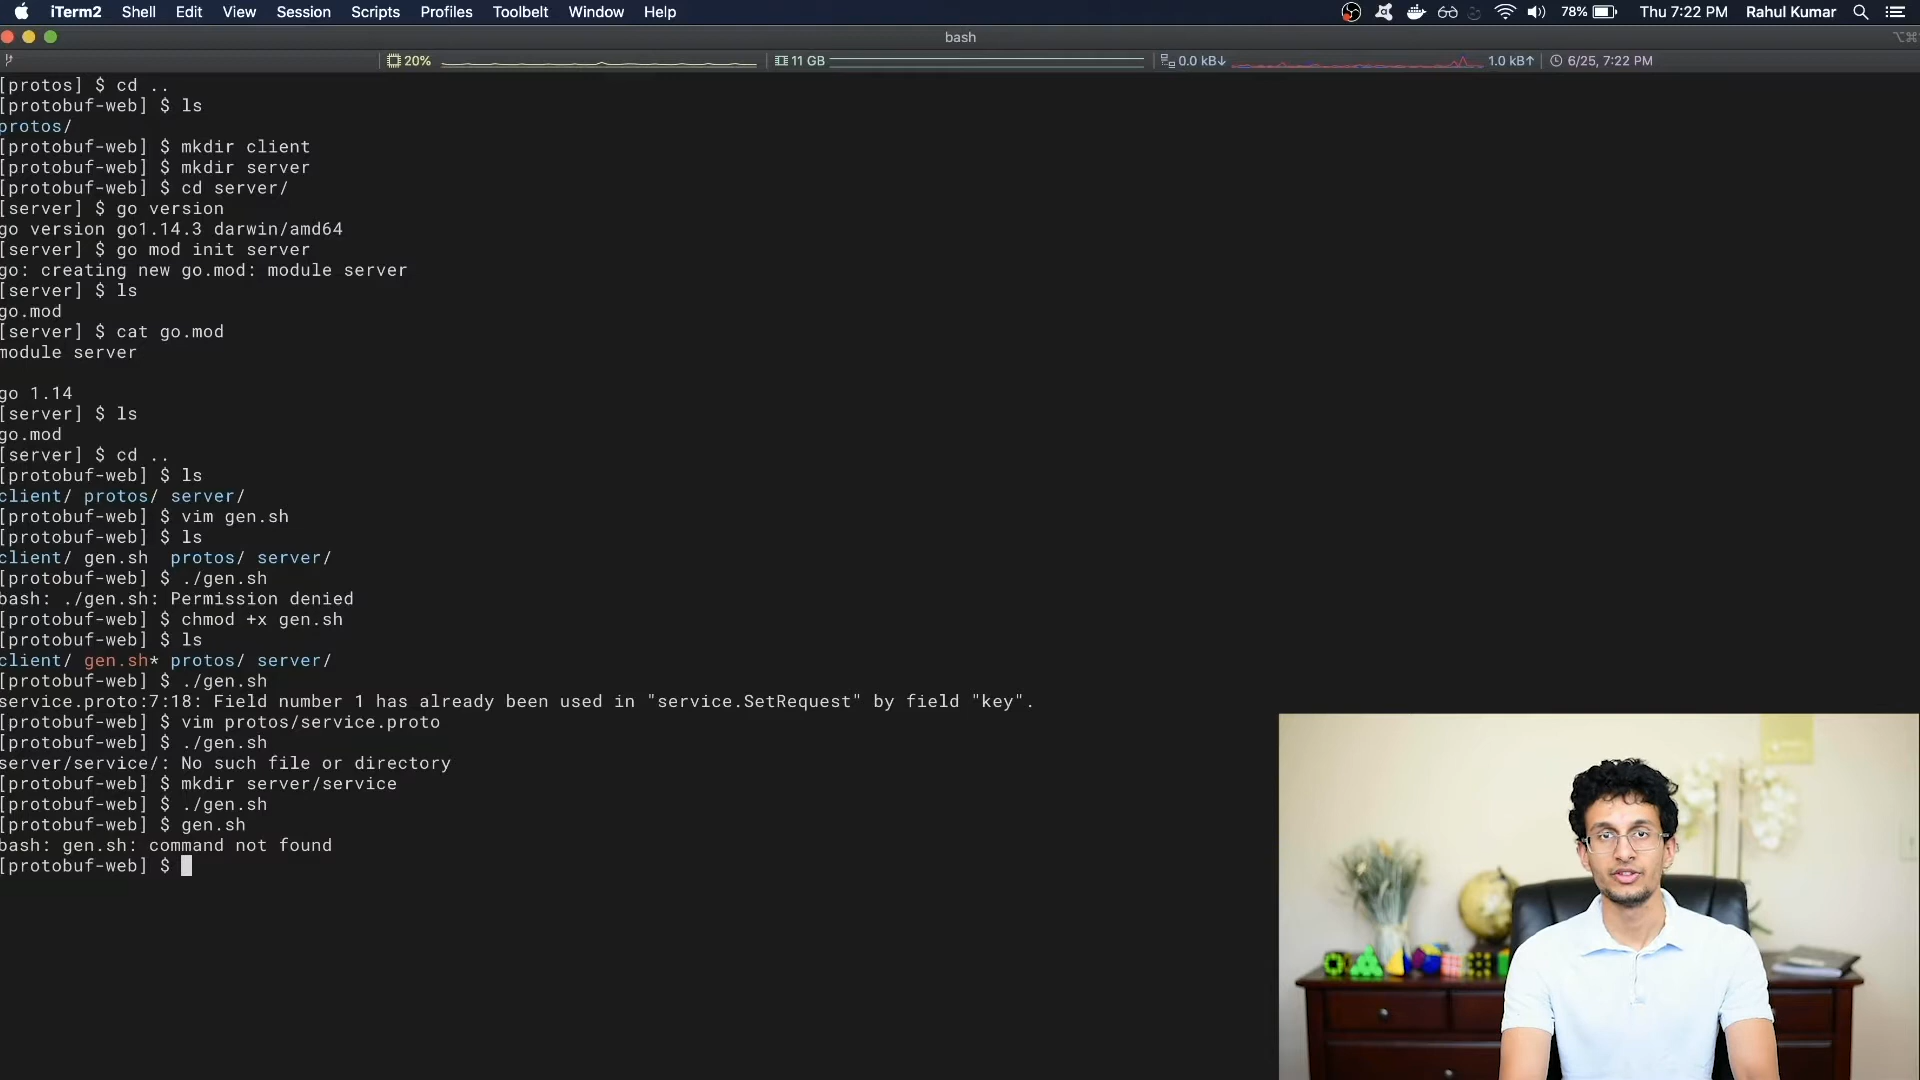 iTerm2 Shell Edit View Session Scripts Profiles Toolbelt Window Help 78% Thu 7:22 PM Rahul Kumar
bash
20% 11 GB 0.0 kB↓ 1.0 kB↑ 6/25, 7:22 PM
[protos] $ cd ..
[protobuf-web] $ ls
protos/
[protobuf-web] $ mkdir client
[protobuf-web] $ mkdir server
[protobuf-web] $ cd server/
[server] $ go version
go version go1.14.3 darwin/amd64
[server] $ go mod init server
go: creating new go.mod: module server
[server] $ ls
go.mod
[server] $ cat go.mod
module server
go 1.14
[server] $ ls
go.mod
[server] $ cd ..
[protobuf-web] $ ls
client/ protos/ server/
[protobuf-web] $ vim gen.sh
[protobuf-web] $ ls
client/ gen.sh protos/ server/
[protobuf-web] $ ./gen.sh
bash: ./gen.sh: Permission denied
[protobuf-web] $ chmod +x gen.sh
[protobuf-web] $ ls
client/ gen.sh* protos/ server/
[protobuf-web] $ ./gen.sh
service.proto:7:18: Field number 1 has already been used in "service.SetRequest" by field "key".
[protobuf-web] $ vim protos/service.proto
[protobuf-web] $ ./gen.sh
server/service/: No such file or directory
[protobuf-web] $ mkdir server/service
[protobuf-web] $ ./gen.sh
[protobuf-web] $ gen.sh
bash: gen.sh: command not found
[protobuf-web] $